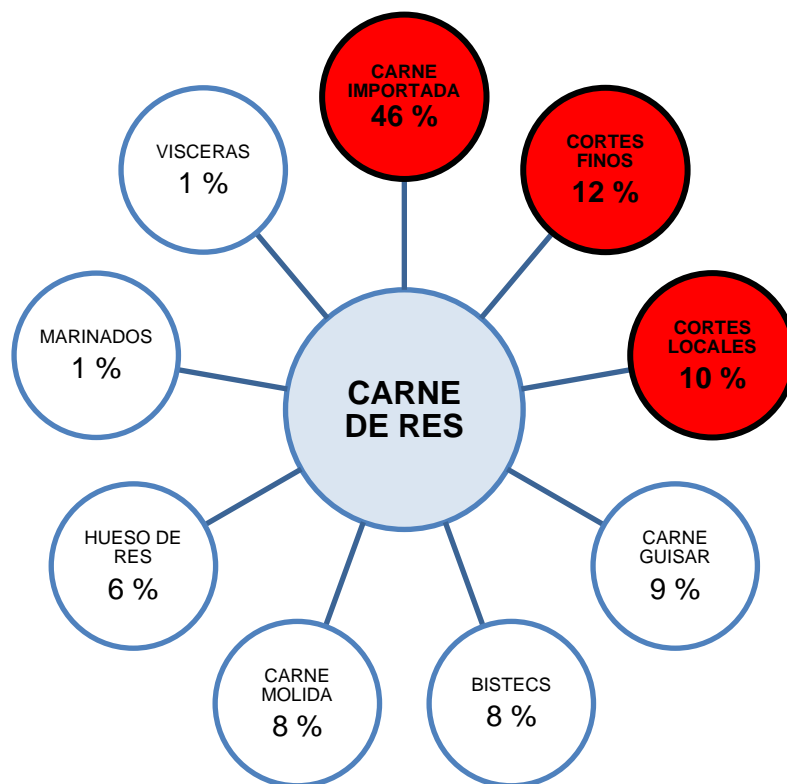 CARNE
IMPORTADA
46 %
CORTES
FINOS
12 %
CORTES
LOCALES
10 %
CARNE
GUISAR
9 %
BISTECS
8 %
CARNE
MOLIDA
8 %
HUESO DE
RES
6 %
MARINADOS
1 %
VISCERAS
1 %
CARNE
DE RES